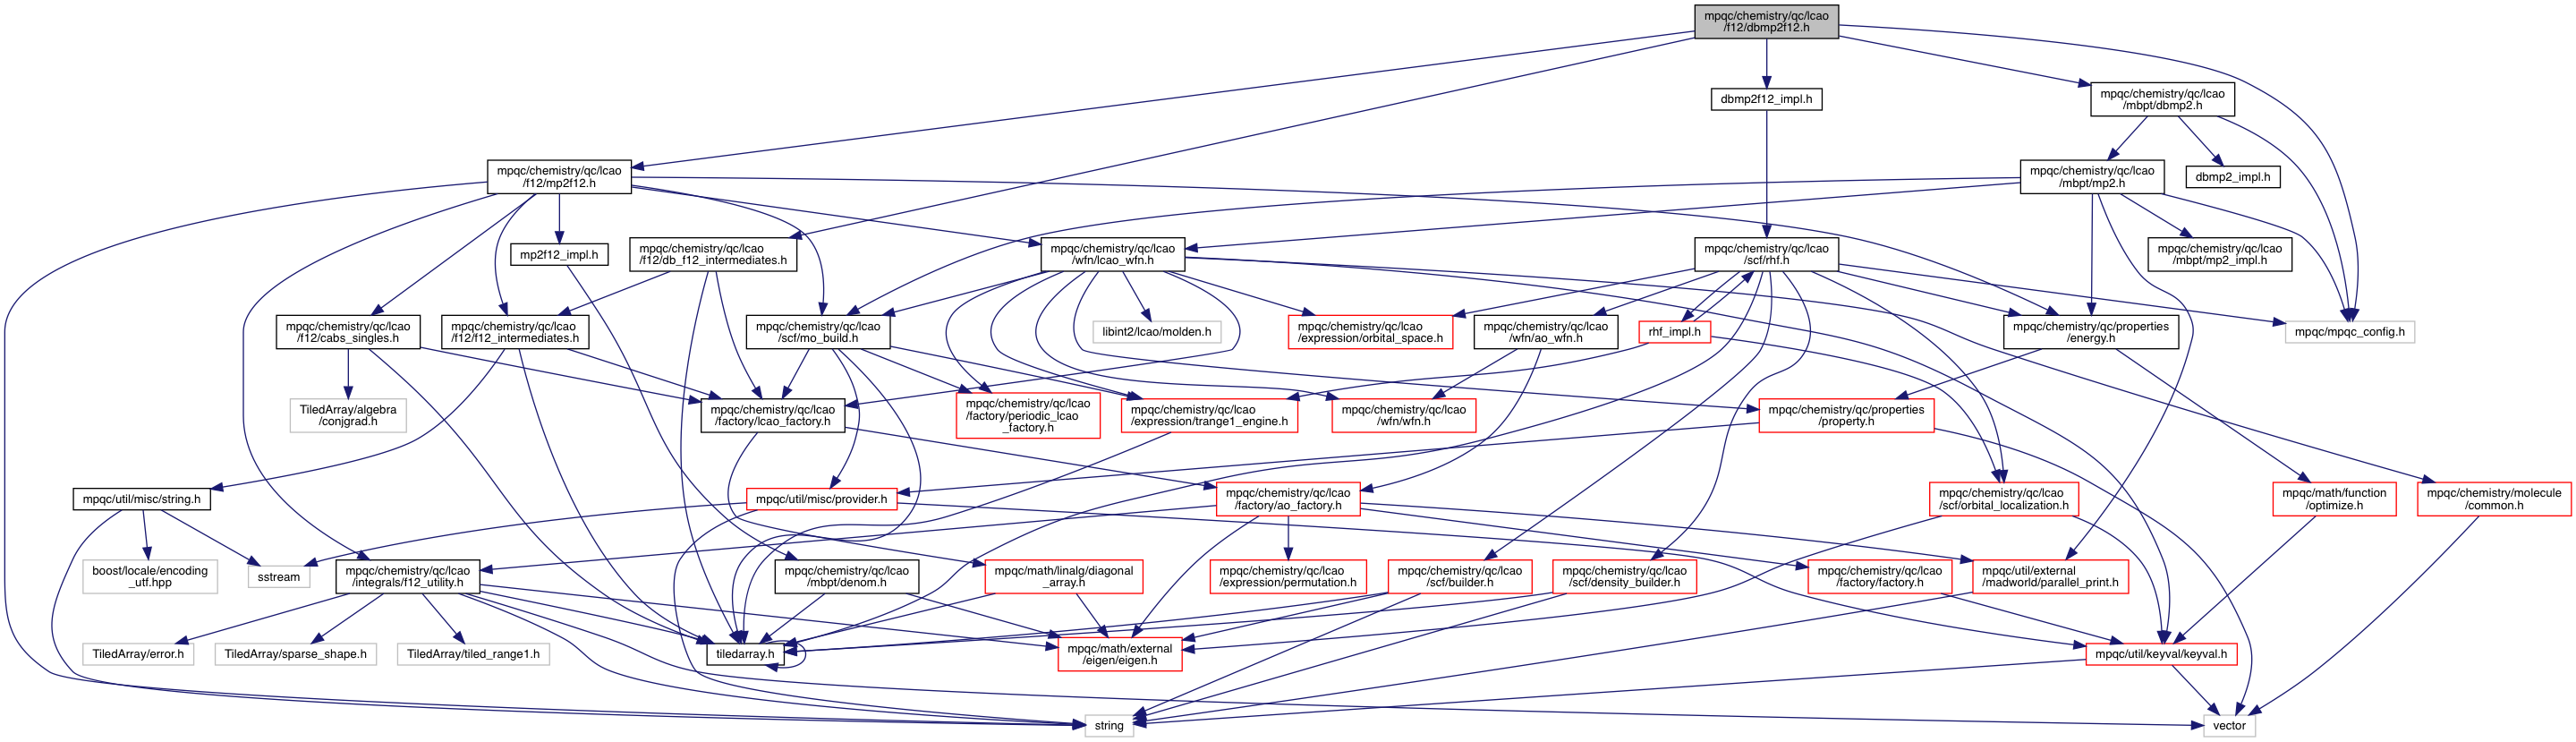 mpqc/chemistry/qc/lcao
/f12/dbmp2f12.h
mpqc/chemistry/qc/lcao
/mbpt/dbmp2.h
dbmp2f12_impl.h
mpqc/chemistry/qc/lcao
/f12/mp2f12.h
mpqc/chemistry/qc/lcao
/mbpt/mp2.h
dbmp2_impl.h
mp2f12_impl.h
mpqc/chemistry/qc/lcao
/f12/db_f12_intermediates.h
mpqc/chemistry/qc/lcao
/wfn/lcao_wfn.h
mpqc/chemistry/qc/lcao
/scf/rhf.h
mpqc/chemistry/qc/lcao
/mbpt/mp2_impl.h
mpqc/chemistry/qc/lcao
/f12/cabs_singles.h
mpqc/chemistry/qc/lcao
/f12/f12_intermediates.h
mpqc/chemistry/qc/lcao
/scf/mo_build.h
libint2/lcao/molden.h
mpqc/chemistry/qc/lcao
/expression/orbital_space.h
mpqc/chemistry/qc/lcao
/wfn/ao_wfn.h
rhf_impl.h
mpqc/chemistry/qc/properties
/energy.h
mpqc/mpqc_config.h
TiledArray/algebra
/conjgrad.h
mpqc/chemistry/qc/lcao
/factory/lcao_factory.h
mpqc/chemistry/qc/lcao
/factory/periodic_lcao
_factory.h
mpqc/chemistry/qc/lcao
/expression/trange1_engine.h
mpqc/chemistry/qc/lcao
/wfn/wfn.h
mpqc/chemistry/qc/properties
/property.h
mpqc/util/misc/string.h
mpqc/util/misc/provider.h
mpqc/chemistry/qc/lcao
/factory/ao_factory.h
mpqc/chemistry/qc/lcao
/scf/orbital_localization.h
mpqc/math/function
/optimize.h
mpqc/chemistry/molecule
/common.h
boost/locale/encoding
_utf.hpp
sstream
mpqc/chemistry/qc/lcao
/integrals/f12_utility.h
mpqc/chemistry/qc/lcao
/mbpt/denom.h
mpqc/math/linalg/diagonal
_array.h
mpqc/chemistry/qc/lcao
/expression/permutation.h
mpqc/chemistry/qc/lcao
/scf/builder.h
mpqc/chemistry/qc/lcao
/scf/density_builder.h
mpqc/chemistry/qc/lcao
/factory/factory.h
mpqc/util/external
/madworld/parallel_print.h
TiledArray/error.h
TiledArray/sparse_shape.h
TiledArray/tiled_range1.h
tiledarray.h
mpqc/math/external
/eigen/eigen.h
mpqc/util/keyval/keyval.h
string
vector